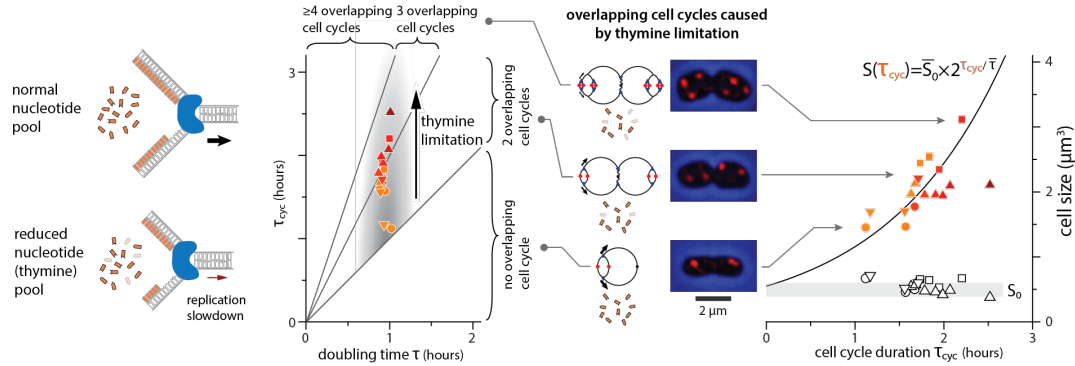 normal
nucleotide
pool
reduced
nucleotide
(thymine)
pool
replication
slowdown
≥4 overlapping
cell cycles
3 overlapping
cell cycles
3
τcyc (hours)
0
0
1
2
doubling time τ (hours)
thymine
limitation
2 overlapping
cell cycles
no overlapping
cell cycle
overlapping cell cycles caused
by thymine limitation
2 μm
S(τcyc)=S̅₀×2^τcyc/τ̅
4
3
2
1
0
cell size (μm³)
S₀
0
1
2
3
cell cycle duration τcyc (hours)